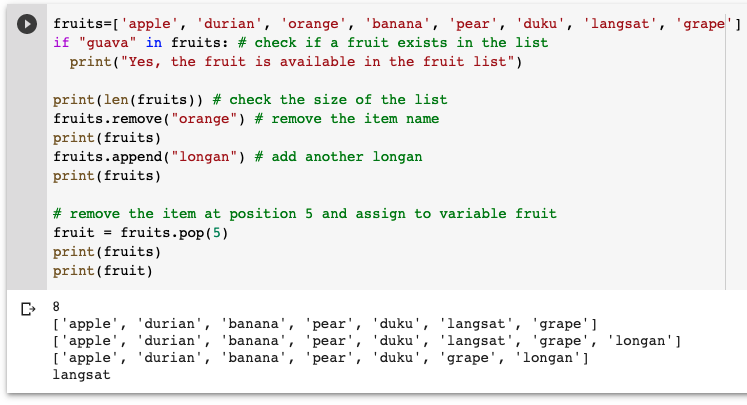 fruits=['apple', 'durian', 'orange', 'banana', 'pear', 'duku', 'langsat', 'grape']
if "guava" in fruits: # check if a fruit exists in the list
  print("Yes, the fruit is available in the fruit list")
print(len(fruits)) # check the size of the list
fruits.remove("orange") # remove the item name
print(fruits)
fruits.append("longan") # add another longan
print(fruits)
# remove the item at position 5 and assign to variable fruit
fruit = fruits.pop(5)
print(fruits)
print(fruit)
8
['apple', 'durian', 'banana', 'pear', 'duku', 'langsat', 'grape']
['apple', 'durian', 'banana', 'pear', 'duku', 'langsat', 'grape', 'longan']
['apple', 'durian', 'banana', 'pear', 'duku', 'grape', 'longan']
langsat